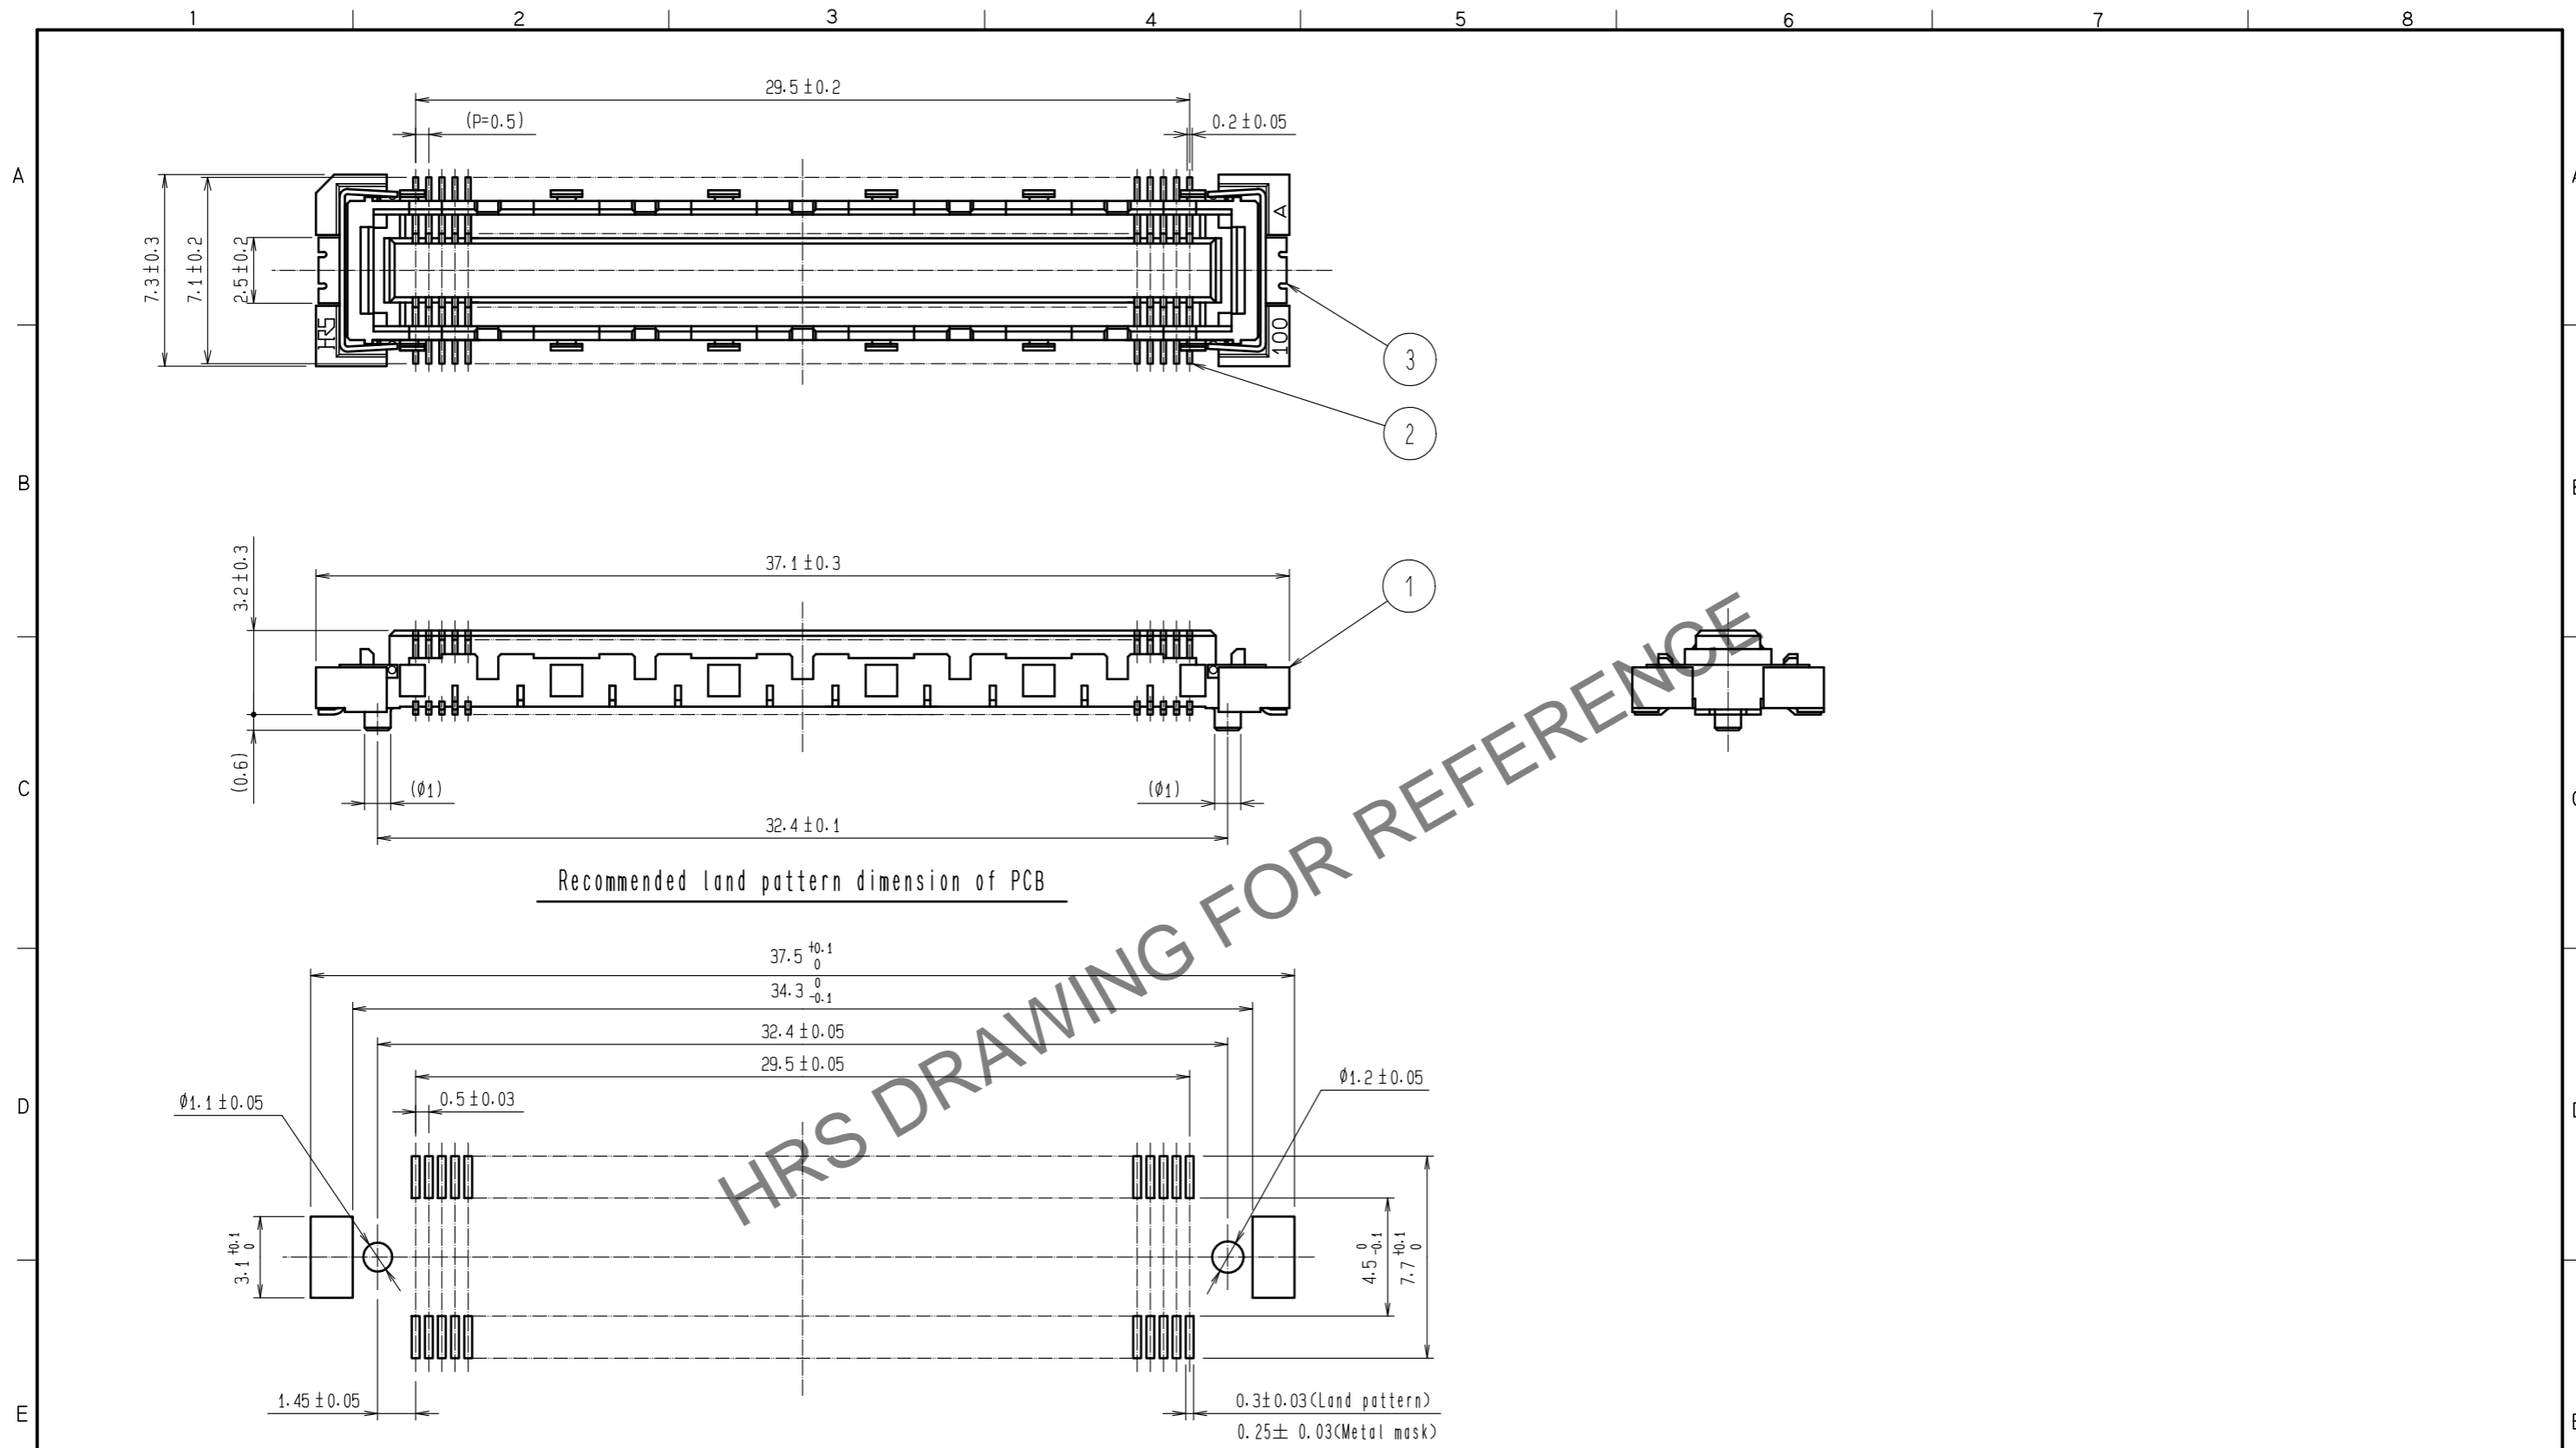 1 2 3 4 5 6 7 8
29.5±0.2
(P=0.5)
0.2±0.05
A
7.3±0.3
7.1±0.2
2.5±0.2
A
HRS
100
3
2
B
3.2±0.3
37.1±0.3
1
(0.6)
(Ø1)
(Ø1)
C
32.4±0.1
Recommended land pattern dimension of PCB
37.5 +0.1 0
34.3 0 -0.1
32.4±0.05
29.5±0.05
Ø1.1±0.05
0.5±0.03
Ø1.2±0.05
D
3.1 +0.1 0
4.5 0 -0.1
7.7 +0.1 0
1.45±0.05
0.3±0.03(Land pattern)
0.25± 0.03(Metal mask)
E
HRS DRAWING FOR REFERENCE